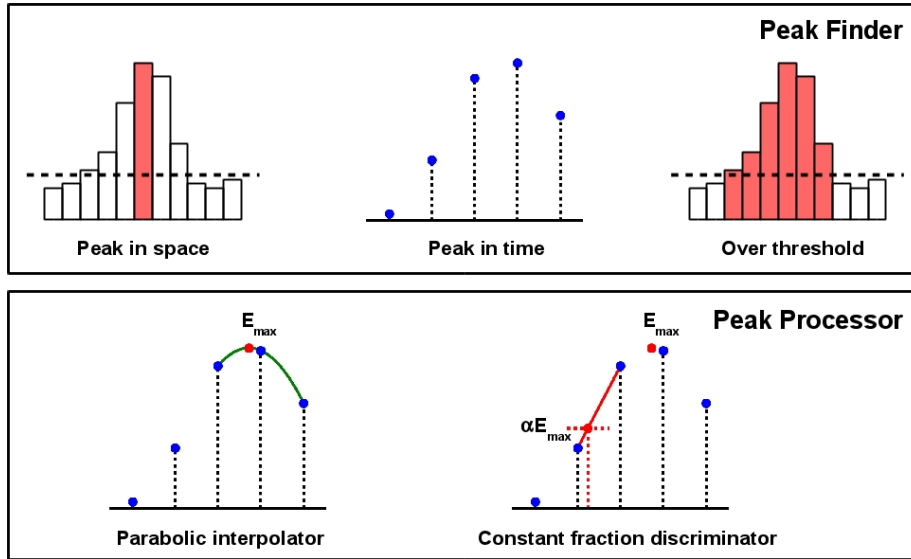 Peak Finder
Peak in space
Peak in time
Over threshold
Peak Processor
Emax
Emax
αEmax
Parabolic interpolator
Constant fraction discriminator